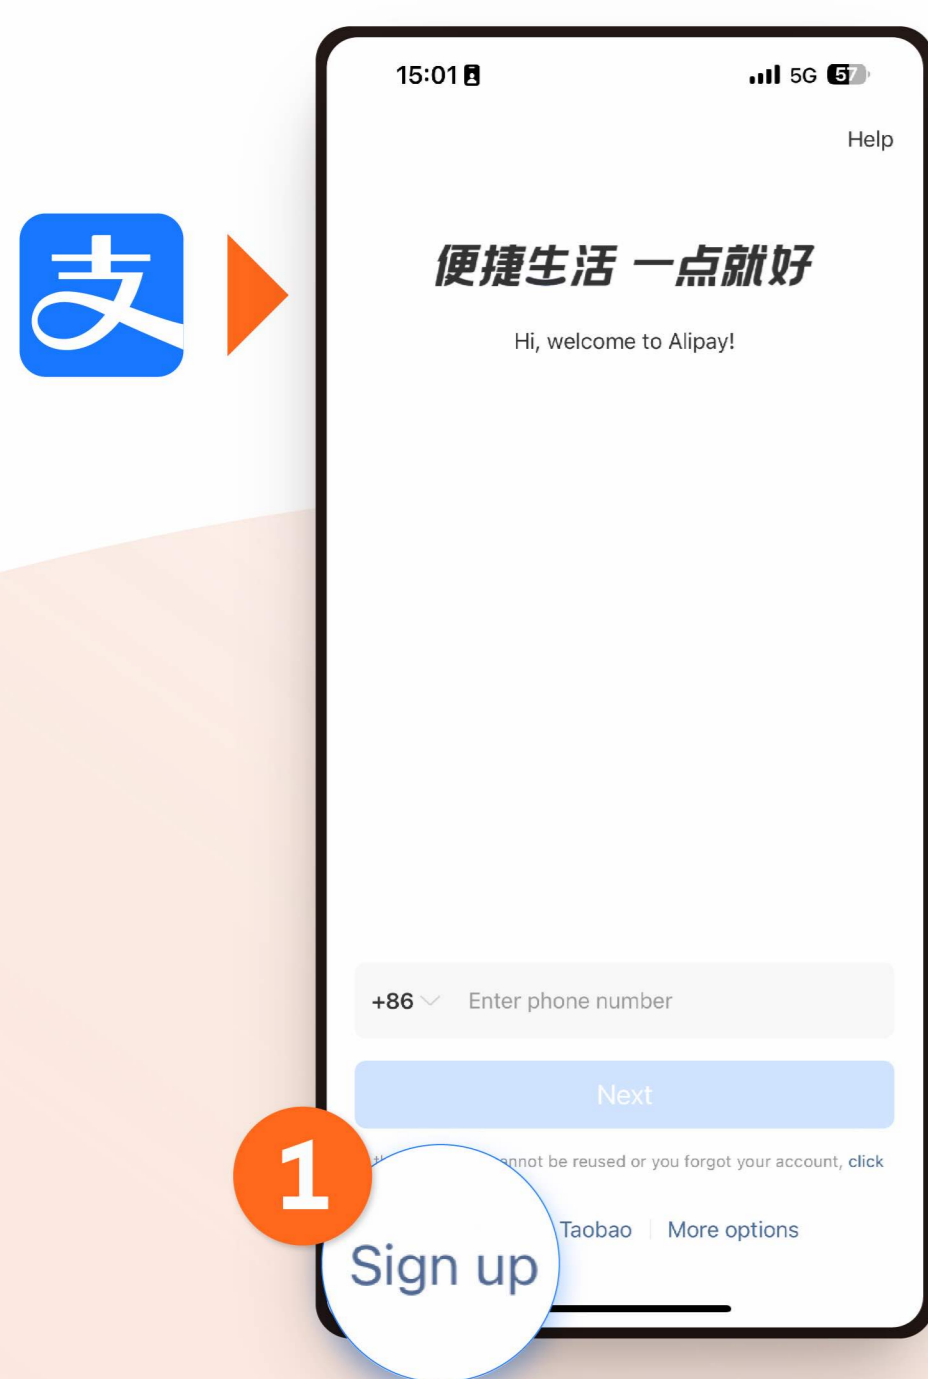 15:01
5G 57
Help
支
便捷生活 一点就好
Hi, welcome to Alipay!
+86
Enter phone number
Next
nnot be reused or you forgot your account, click
1
Sign up
Taobao
More options